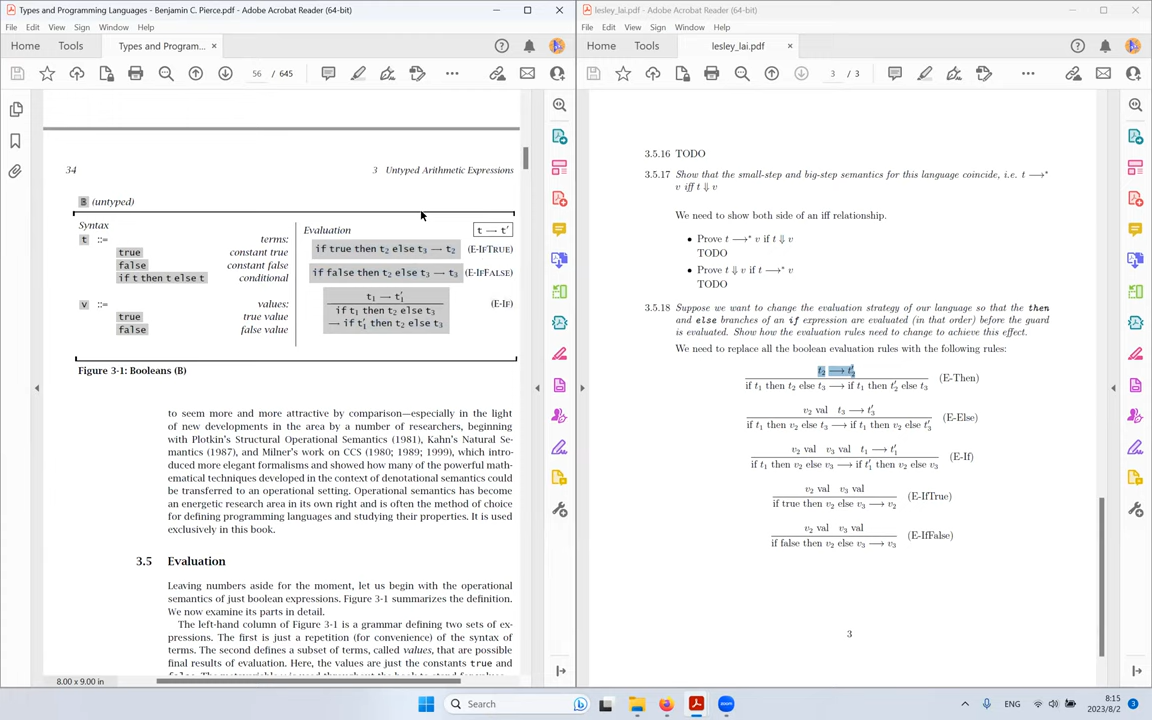 Types and Programming Languages - Benjamin C. Pierce.pdf - Adobe Acrobat Reader (64-bit)
File Edit View Sign Window Help
Home Tools Types and Program... ×
56 / 645
34 3 Untyped Arithmetic Expressions
B (untyped)
Syntax
t ::= terms:
true constant true
false constant false
if t then t else t conditional
v ::= values:
true true value
false false value
Evaluation t → t′
if true then t₂ else t₃ → t₂ (E-IfTrue)
if false then t₂ else t₃ → t₃ (E-IfFalse)
t₁ → t′₁
if t₁ then t₂ else t₃
→ if t′₁ then t₂ else t₃
(E-If)
Figure 3-1: Booleans (B)
to seem more and more attractive by comparison—especially in the light
of new developments in the area by a number of researchers, beginning
with Plotkin's Structural Operational Semantics (1981), Kahn's Natural Se-
mantics (1987), and Milner's work on CCS (1980; 1989; 1999), which intro-
duced more elegant formalisms and showed how many of the powerful math-
ematical techniques developed in the context of denotational semantics could
be transferred to an operational setting. Operational semantics has become
an energetic research area in its own right and is often the method of choice
for defining programming languages and studying their properties. It is used
exclusively in this book.
3.5 Evaluation
Leaving numbers aside for the moment, let us begin with the operational
semantics of just boolean expressions. Figure 3-1 summarizes the definition.
We now examine its parts in detail.
The left-hand column of Figure 3-1 is a grammar defining two sets of ex-
pressions. The first is just a repetition (for convenience) of the syntax of
terms. The second defines a subset of terms, called values, that are possible
final results of evaluation. Here, the values are just the constants true and
8.00 x 9.00 in
lesley_lai.pdf - Adobe Acrobat Reader (64-bit)
File Edit View Sign Window Help
Home Tools lesley_lai.pdf ×
3 / 3
3.5.16 TODO
3.5.17 Show that the small-step and big-step semantics for this language coincide, i.e. t ⟶*
v iff t ⇓ v
We need to show both side of an iff relationship.
• Prove t ⟶* v if t ⇓ v
TODO
• Prove t ⇓ v if t ⟶* v
TODO
3.5.18 Suppose we want to change the evaluation strategy of our language so that the then
and else branches of an if expression are evaluated (in that order) before the guard
is evaluated. Show how the evaluation rules need to change to achieve this effect.
We need to replace all the boolean evaluation rules with the following rules:
t₂ ⟶ t′₂
if t₁ then t₂ else t₃ ⟶ if t₁ then t′₂ else t₃
(E-Then)
v₂ val t₃ ⟶ t′₃
if t₁ then v₂ else t₃ ⟶ if t₁ then v₂ else t′₃
(E-Else)
v₂ val v₃ val t₁ ⟶ t′₁
if t₁ then v₂ else v₃ ⟶ if t′₁ then v₂ else v₃
(E-If)
v₂ val v₃ val
if true then v₂ else v₃ ⟶ v₂
(E-IfTrue)
v₂ val v₃ val
if false then v₂ else v₃ ⟶ v₃
(E-IfFalse)
3
Search
ENG
8:15
2023/8/2
3